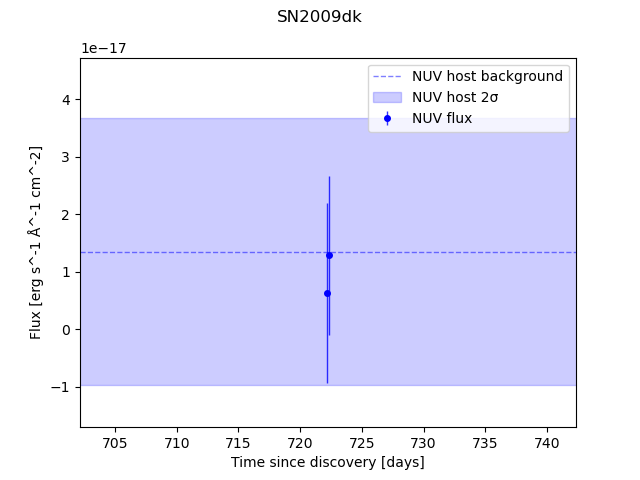 SN2009dk
1e−17
NUV host background
NUV host 2σ
NUV flux
4
3
2
1
0
−1
Flux [erg s^-1 Å^-1 cm^-2]
705 710 715 720 725 730 735 740
Time since discovery [days]